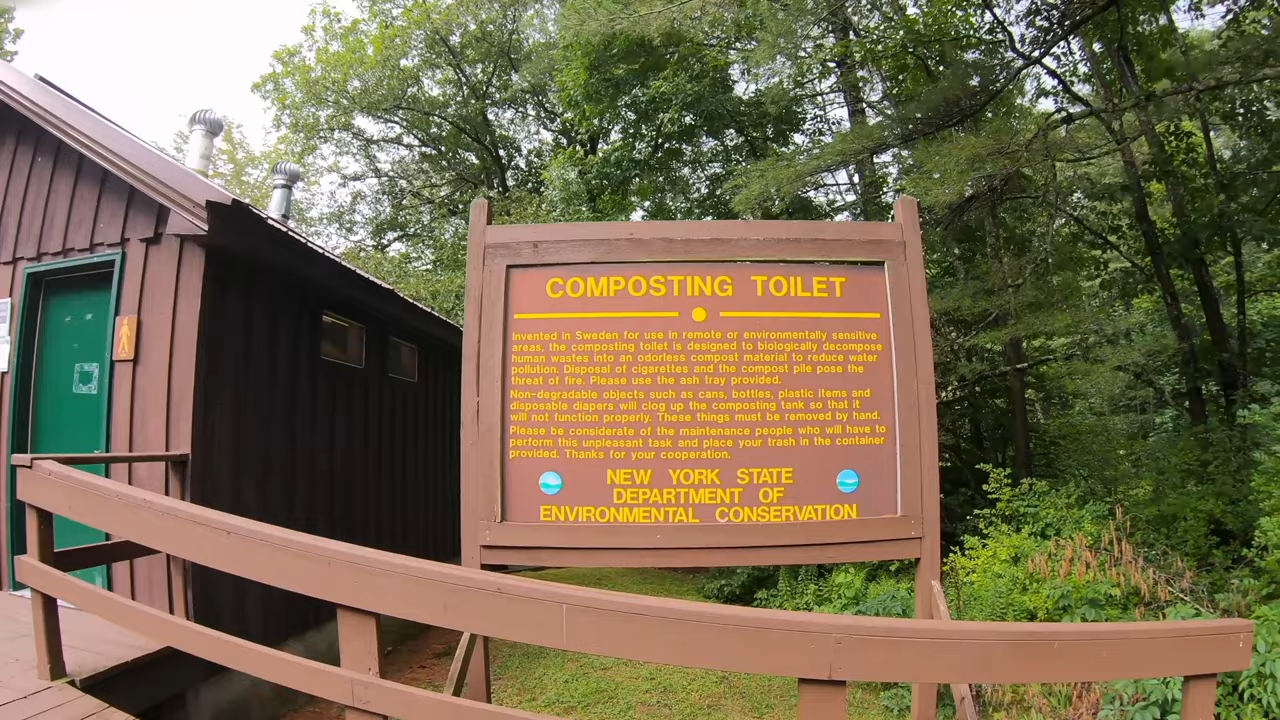 COMPOSTING TOILET
Invented in Sweden for use in remote or environmentally sensitive
areas, the composting toilet is designed to biologically decompose
human wastes into an odorless compost material to reduce water
pollution. Disposal of cigarettes and the compost pile pose the
threat of fire. Please use the ash tray provided.
Non-degradable objects such as cans, bottles, plastic items and
disposable diapers will clog up the composting tank so that it
will not function properly. These things must be removed by hand.
Please be considerate of the maintenance people who will have to
perform this unpleasant task and place your trash in the container
provided. Thanks for your cooperation.
NEW YORK STATE
DEPARTMENT OF
ENVIRONMENTAL CONSERVATION